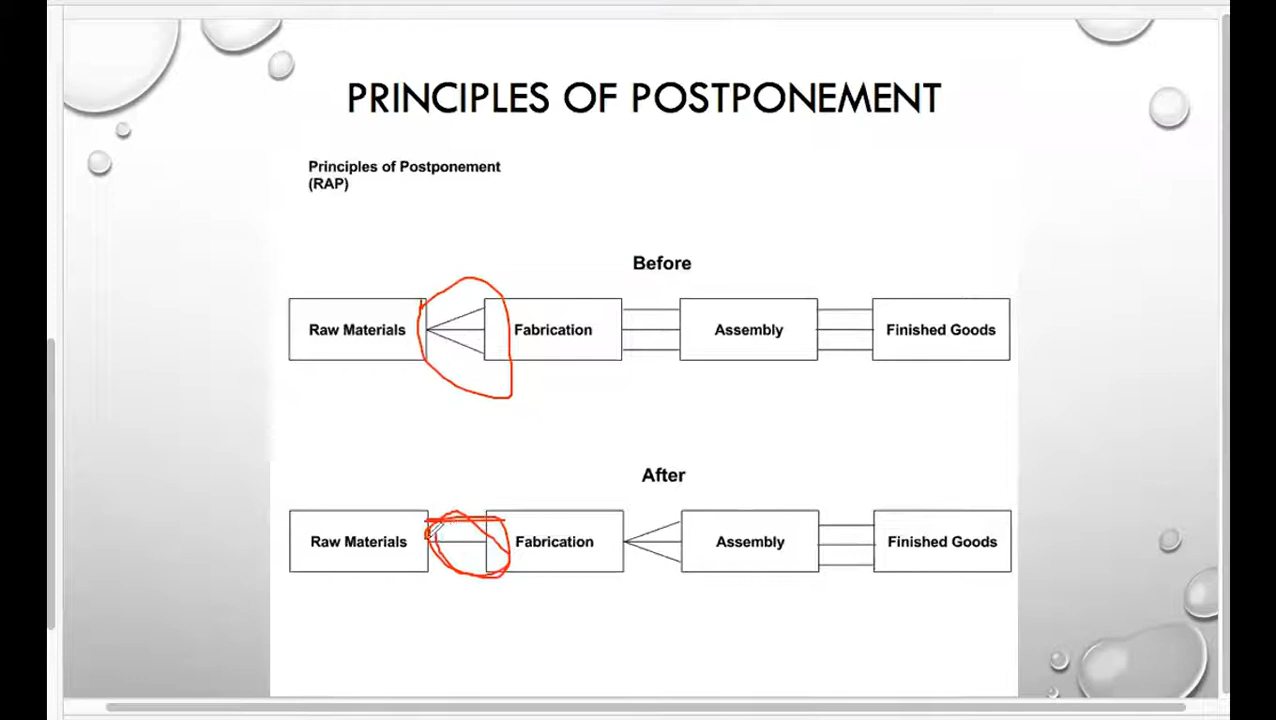 PRINCIPLES OF POSTPONEMENT
Principles of Postponement
(RAP)
Before
Raw Materials
Fabrication
Assembly
Finished Goods
After
Raw Materials
Fabrication
Assembly
Finished Goods